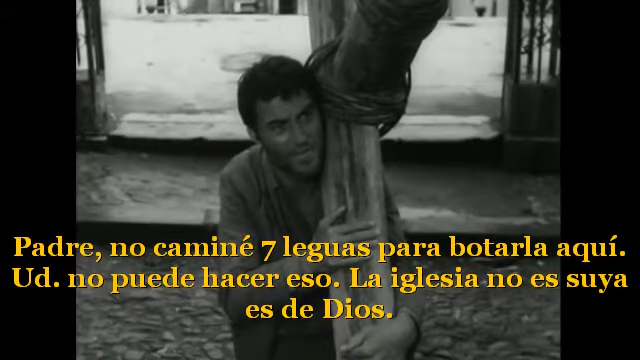 Padre, no caminé 7 leguas para botarla aquí.
Ud. no puede hacer eso. La iglesia no es suya
es de Dios.